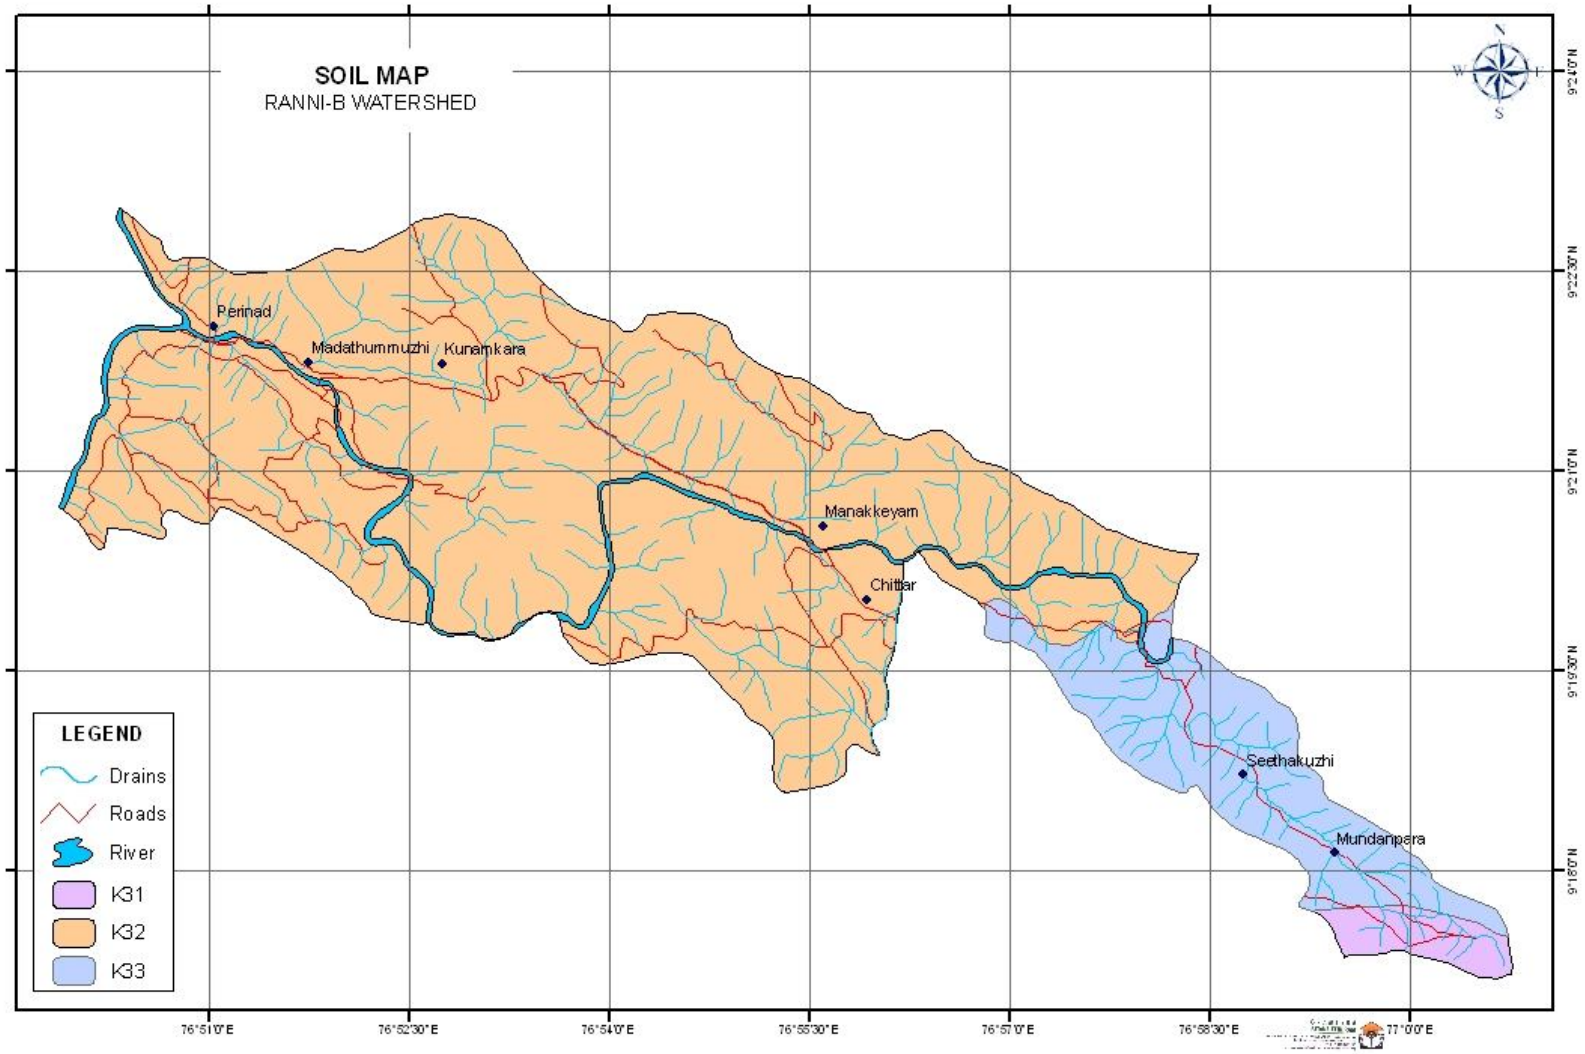 SOIL MAP
RANNI-B WATERSHED
N
W E
S
9°24'0"N
9°22'30"N
9°21'0"N
9°19'30"N
9°18'0"N
Perinad
Madathummuzhi
Kunamkara
Manakkeyam
Chittar
Seethakuzhi
Mundanpara
LEGEND
Drains
Roads
River
K31
K32
K33
76°51'0"E
76°52'30"E
76°54'0"E
76°55'30"E
76°57'0"E
76°58'30"E
77°0'0"E